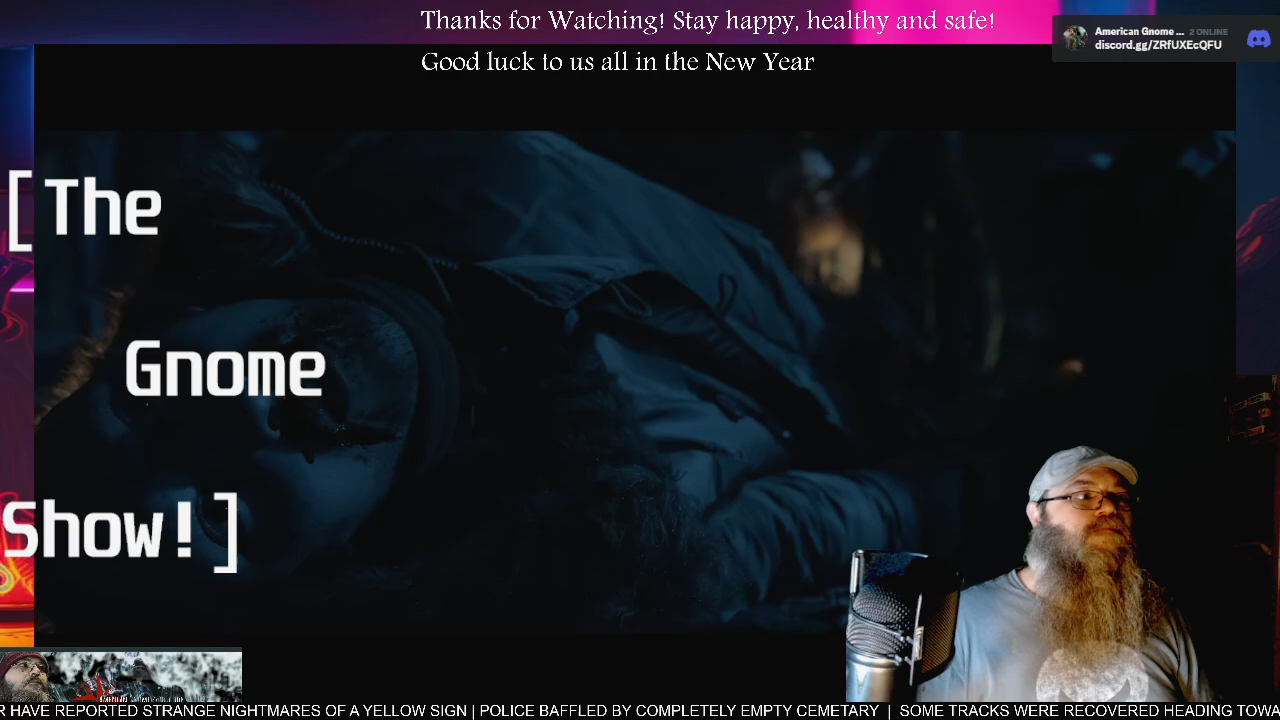 Thanks for Watching! Stay happy, healthy and safe!
Good luck to us all in the New Year
American Gnome ... 2 ONLINE
discord.gg/ZRfUXEcQFU
[The
Gnome
Show!]
R HAVE REPORTED STRANGE NIGHTMARES OF A YELLOW SIGN | POLICE BAFFLED BY COMPLETELY EMPTY CEMETARY | SOME TRACKS WERE RECOVERED HEADING TOWA